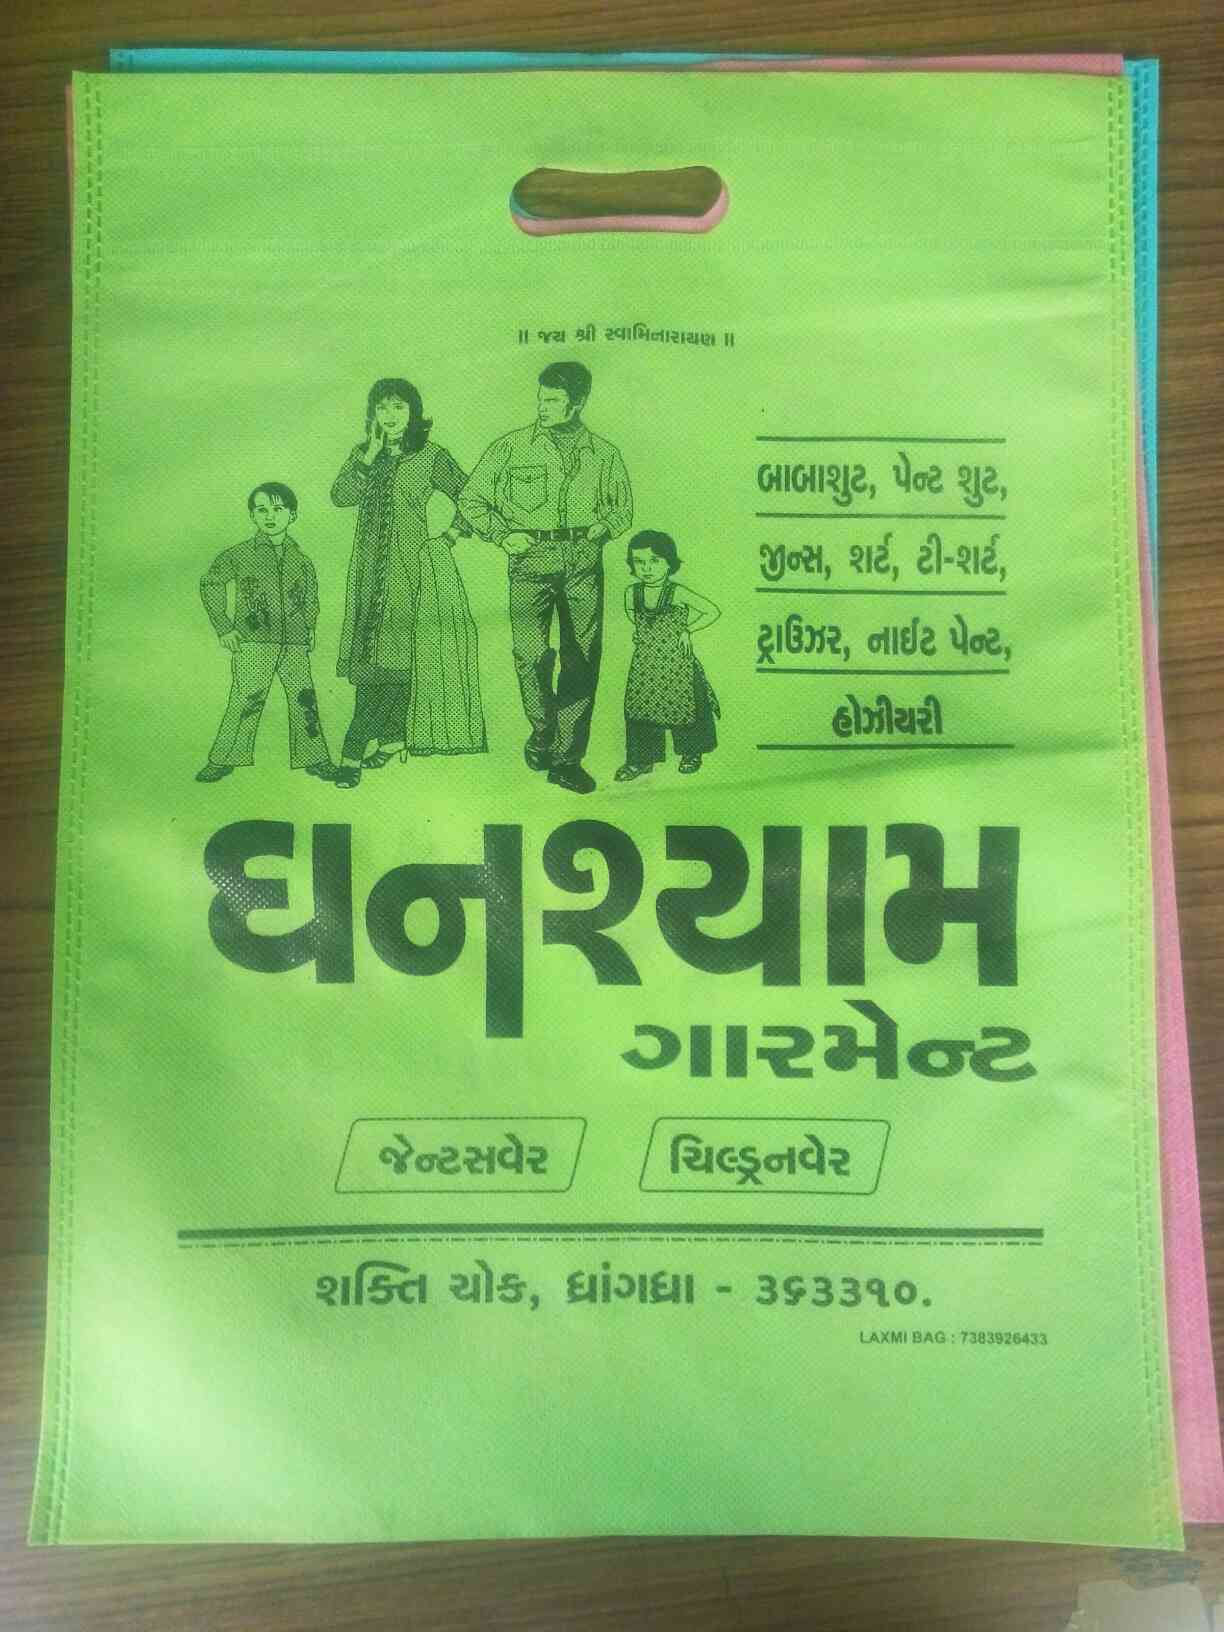 ॥ જય શ્રી સ્વામિનારાયણ ॥
બાબાશુટ, પેન્ટ શુટ,
જીન્સ, શર્ટ, ટી-શર્ટ,
ટ્રાઉઝર, નાઈટ પેન્ટ,
હોઝીયરી
ઘનશ્યામ
ગારમેન્ટ
જેન્ટસવેર
ચિલ્ડ્રનવેર
શક્તિ ચોક, ધ્રાંગધ્રા - ૩૬૩૩૧૦.
LAXMI BAG : 7383926433